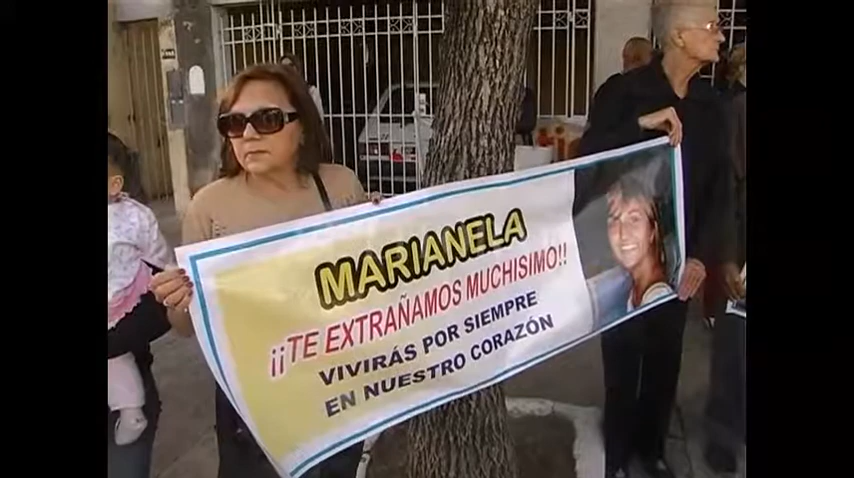 MARIANELA
¡¡TE EXTRAÑAMOS MUCHISIMO!!
VIVIRÁS POR SIEMPRE
EN NUESTRO CORAZÓN